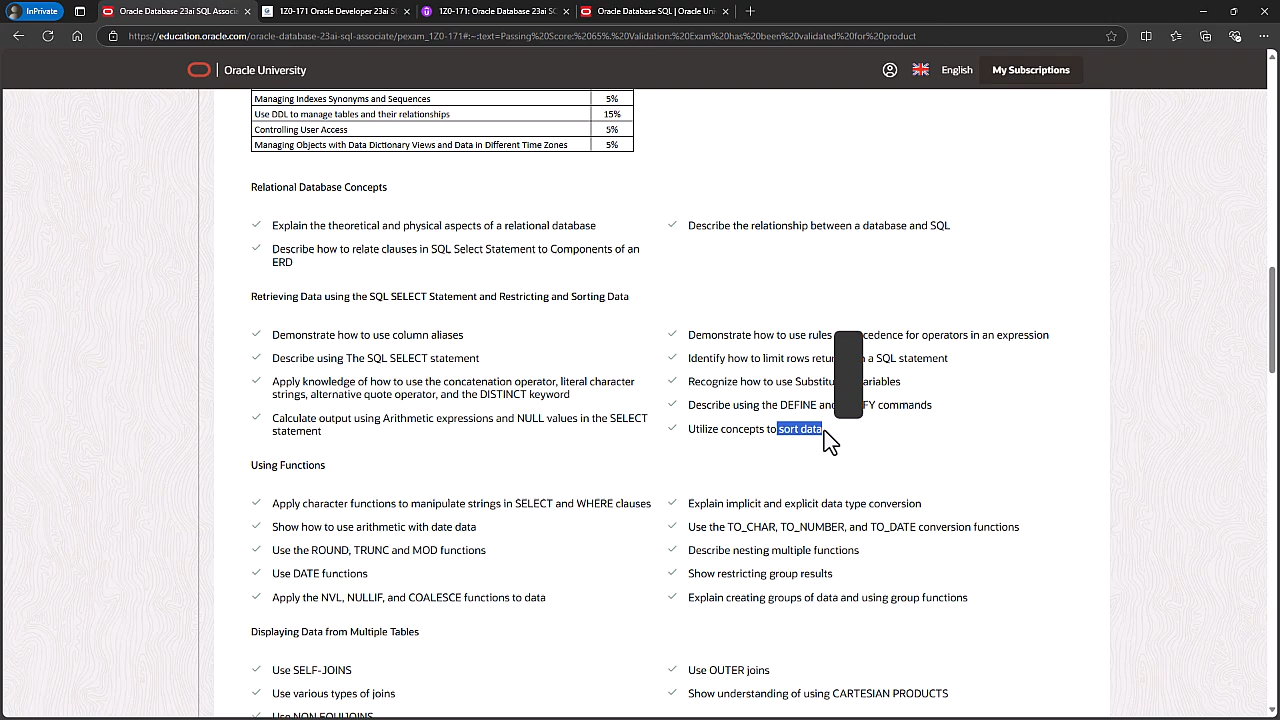 InPrivate
Oracle Database 23ai SQL Associa
1Z0-171 Oracle Developer 23ai S
1Z0-171: Oracle Database 23ai SC
Oracle Database SQL | Oracle Uni
https://education.oracle.com/oracle-database-23ai-sql-associate/pexam_1Z0-171#:~:text=Passing%20Score:%2065%.%20Validation:%20Exam%20has%20been%20validated%20for%20product
Oracle University
English
My Subscriptions
Managing Indexes Synonyms and Sequences 5%
Use DDL to manage tables and their relationships 15%
Controlling User Access 5%
Managing Objects with Data Dictionary Views and Data in Different Time Zones 5%
Relational Database Concepts
Explain the theoretical and physical aspects of a relational database
Describe how to relate clauses in SQL Select Statement to Components of an
ERD
Describe the relationship between a database and SQL
Retrieving Data using the SQL SELECT Statement and Restricting and Sorting Data
Demonstrate how to use column aliases
Describe using The SQL SELECT statement
Apply knowledge of how to use the concatenation operator, literal character
strings, alternative quote operator, and the DISTINCT keyword
Calculate output using Arithmetic expressions and NULL values in the SELECT
statement
Demonstrate how to use rules cedence for operators in an expression
Identify how to limit rows retur a SQL statement
Recognize how to use Substitu ariables
Describe using the DEFINE and FY commands
Utilize concepts to sort data
Using Functions
Apply character functions to manipulate strings in SELECT and WHERE clauses
Show how to use arithmetic with date data
Use the ROUND, TRUNC and MOD functions
Use DATE functions
Apply the NVL, NULLIF, and COALESCE functions to data
Explain implicit and explicit data type conversion
Use the TO_CHAR, TO_NUMBER, and TO_DATE conversion functions
Describe nesting multiple functions
Show restricting group results
Explain creating groups of data and using group functions
Displaying Data from Multiple Tables
Use SELF-JOINS
Use various types of joins
Use NON EQUIJOINS
Use OUTER joins
Show understanding of using CARTESIAN PRODUCTS